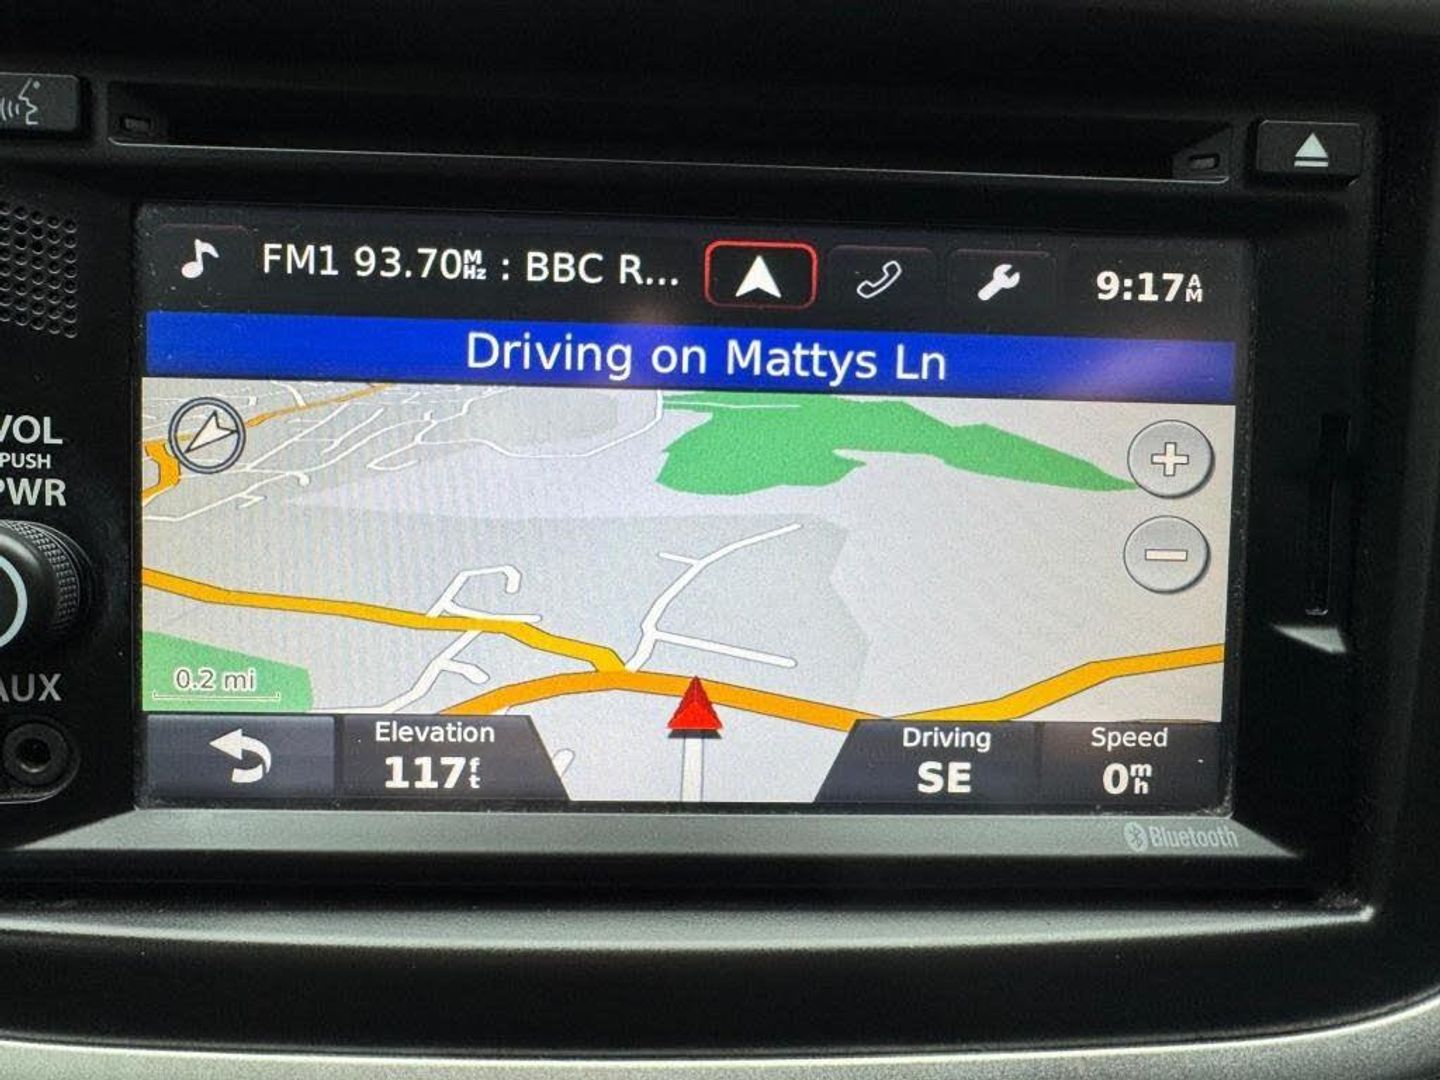 FM1 93.70MHz : BBC R...
9:17AM
Driving on Mattys Ln
VOL
PUSH
PWR
AUX
0.2 mi
Elevation
117ft
Driving
SE
Speed
0mh
Bluetooth